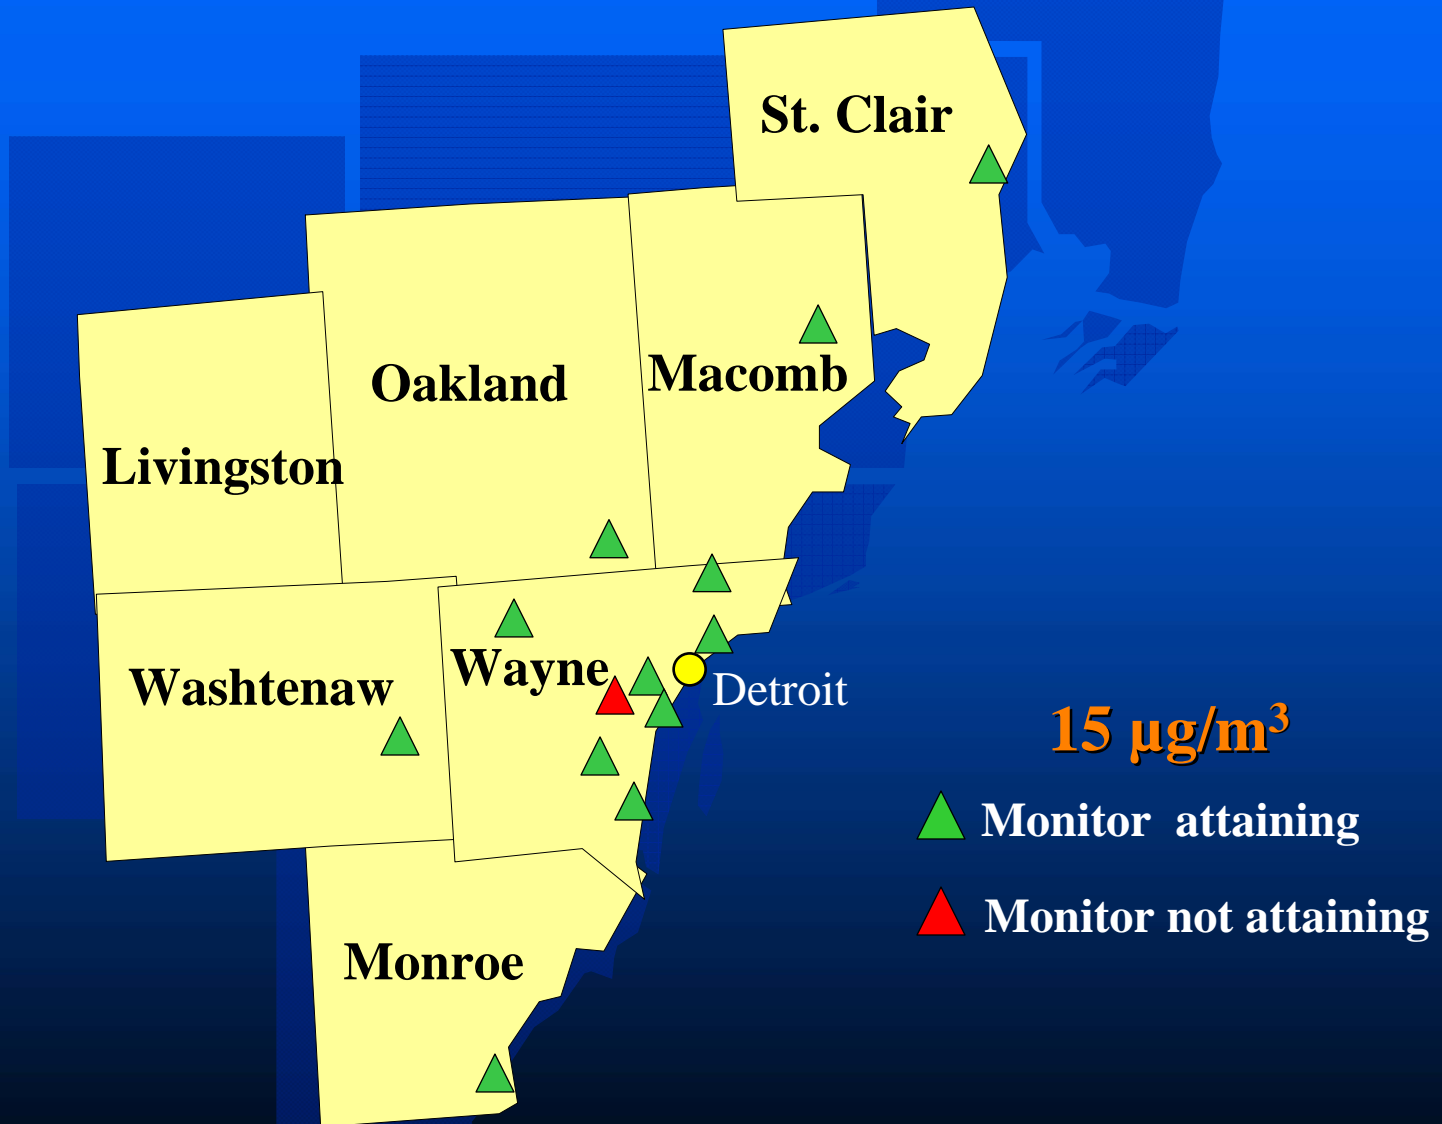 St. Clair
Macomb
Oakland
Livingston
Wayne
Washtenaw
Detroit
15 µg/m³
Monitor  attaining
Monitor not attaining
Monroe